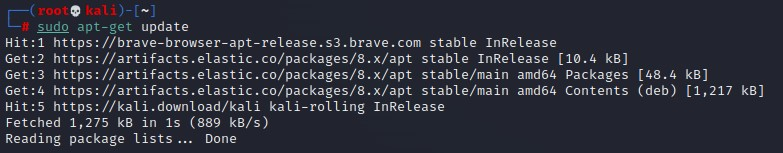 ┌──(root💀kali)-[~]
└─# sudo apt-get update
Hit:1 https://brave-browser-apt-release.s3.brave.com stable InRelease
Get:2 https://artifacts.elastic.co/packages/8.x/apt stable InRelease [10.4 kB]
Get:3 https://artifacts.elastic.co/packages/8.x/apt stable/main amd64 Packages [48.4 kB]
Get:4 https://artifacts.elastic.co/packages/8.x/apt stable/main amd64 Contents (deb) [1,217 kB]
Hit:5 https://kali.download/kali kali-rolling InRelease
Fetched 1,275 kB in 1s (889 kB/s)
Reading package lists... Done